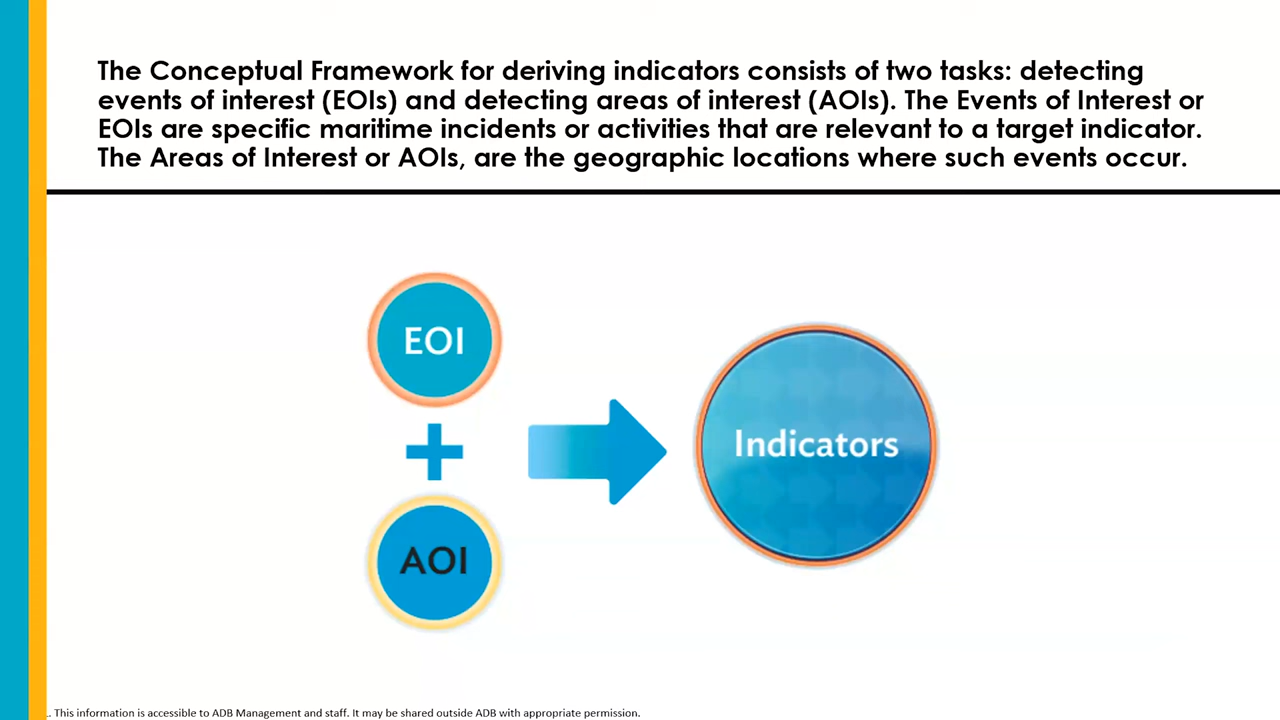 The Conceptual Framework for deriving indicators consists of two tasks: detecting
events of interest (EOIs) and detecting areas of interest (AOIs). The Events of Interest or
EOIs are specific maritime incidents or activities that are relevant to a target indicator.
The Areas of Interest or AOIs, are the geographic locations where such events occur.
EOI
+
AOI
Indicators
. This information is accessible to ADB Management and staff. It may be shared outside ADB with appropriate permission.